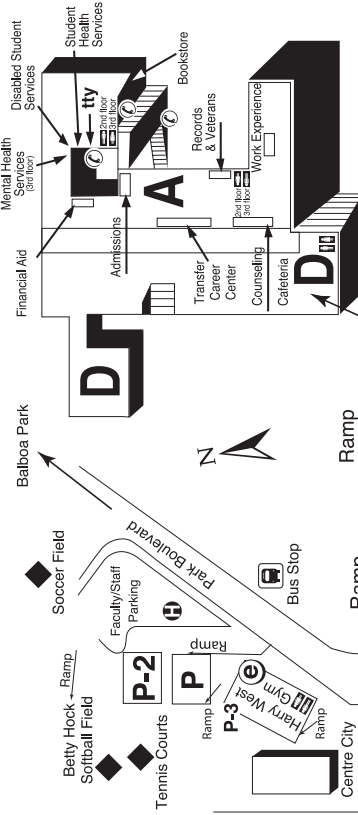 Disabled Student
Services
Student
Health
Services
Mental Health
Services
(3rd floor)
tty
2nd floor
3rd floor
Bookstore
Financial Aid
Admissions
A
Records
& Veterans
Work Experience
2nd floor
3rd floor
Transfer
Career
Center
Counseling
Cafeteria
D
D
Balboa Park
N
Ramp
Soccer Field
Park Boulevard
Faculty/Staff
Parking
H
Bus Stop
Ramp
Ramp
Betty Hock
Softball Field
P-2
P
Ramp
Ramp
P-3
e
Harry West
Gym
Ramp
Tennis Courts
Centre City